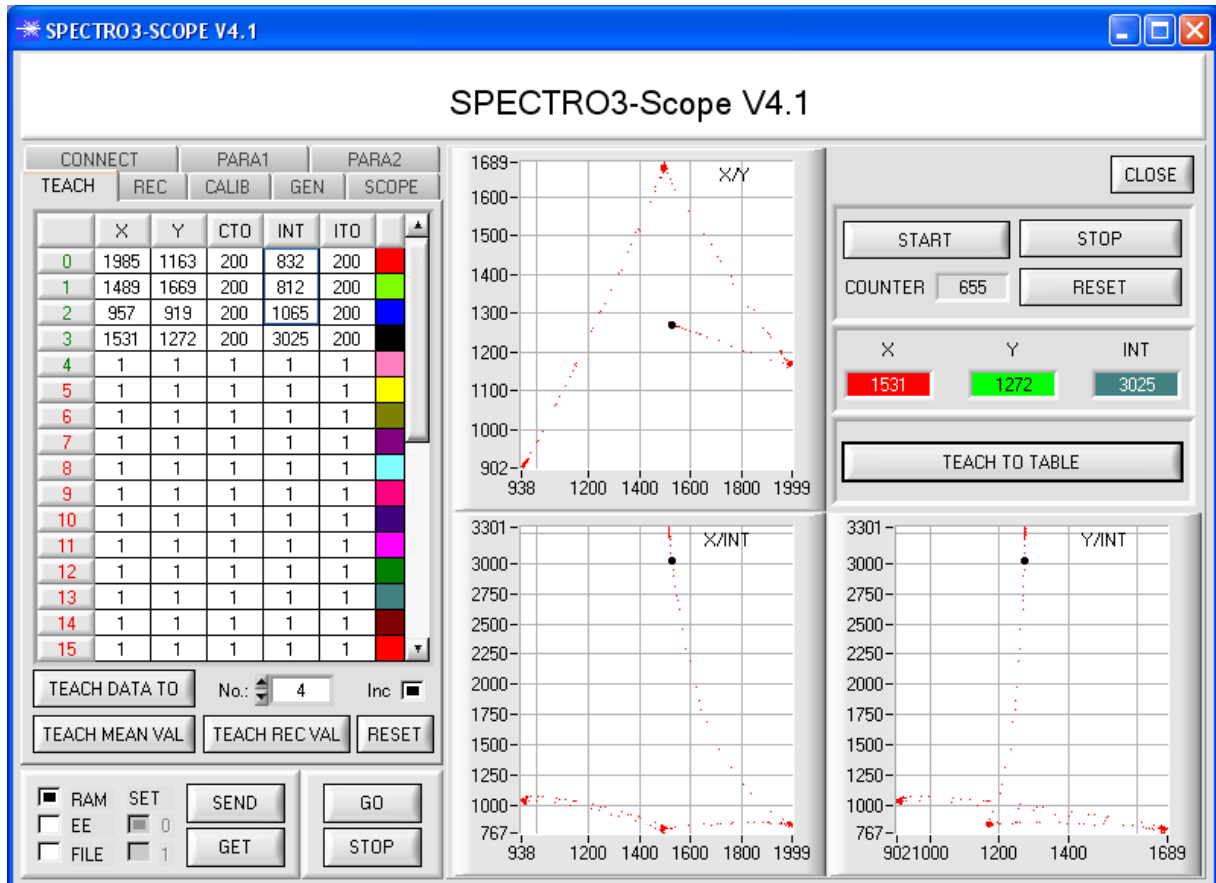 SPECTRO3-SCOPE V4.1
SPECTRO3-Scope V4.1
CONNECT PARA1 PARA2
TEACH REC CALIB GEN SCOPE
X Y CTO INT ITO
0 1985 1163 200 832 200
1 1489 1669 200 812 200
2 957 919 200 1065 200
3 1531 1272 200 3025 200
4 1 1 1 1 1
5 1 1 1 1 1
6 1 1 1 1 1
7 1 1 1 1 1
8 1 1 1 1 1
9 1 1 1 1 1
10 1 1 1 1 1
11 1 1 1 1 1
12 1 1 1 1 1
13 1 1 1 1 1
14 1 1 1 1 1
15 1 1 1 1 1
TEACH DATA TO No.: 4 Inc
TEACH MEAN VAL TEACH REC VAL RESET
RAM SET SEND GO
EE 0
FILE 1 GET STOP
X/Y
1689
1600
1500
1400
1300
1200
1100
1000
902
938 1200 1400 1600 1800 1999
CLOSE
START STOP
COUNTER 655 RESET
X Y INT
1531 1272 3025
TEACH TO TABLE
X/INT
3301
3000
2750
2500
2250
2000
1750
1500
1250
1000
767
938 1200 1400 1600 1800 1999
Y/INT
3301
3000
2750
2500
2250
2000
1750
1500
1250
1000
767
902 1000 1200 1400 1689